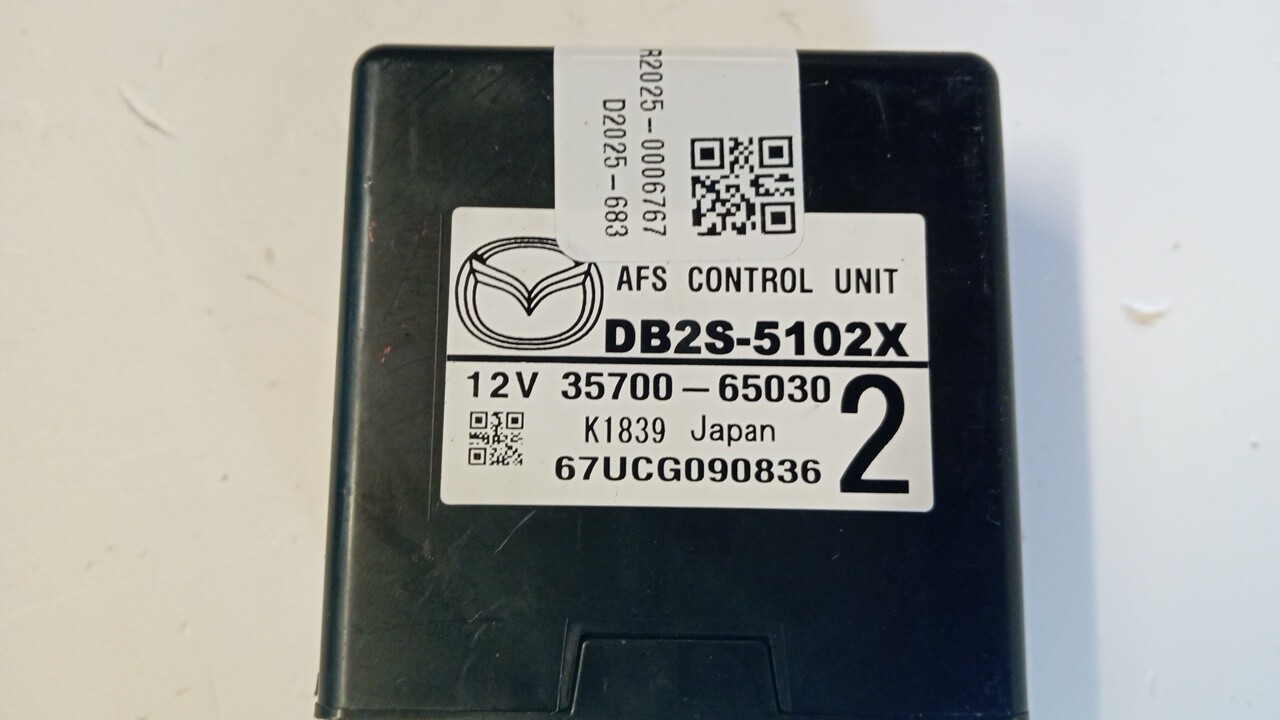 R2025-0006767
D2025-683
AFS CONTROL UNIT
DB2S-5102X
12V 35700-65030
2
K1839 Japan
67UCG090836